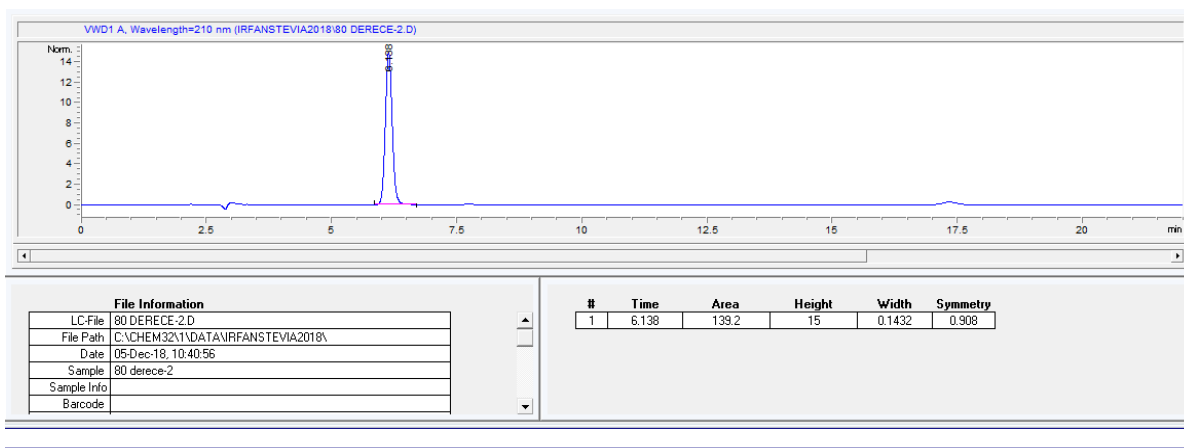 VWD1 A, Wavelength=210 nm (IRFANSTEVIA2018\80 DERECE-2.D)
Norm.
14
12
10
8
6
4
2
0
6.138
0 2.5 5 7.5 10 12.5 15 17.5 20 min
File Information
LC-File 80 DERECE-2.D
File Path C:\CHEM32\1\DATA\IRFANSTEVIA2018\
Date 05-Dec-18, 10:40:56
Sample 80 derece-2
Sample Info
Barcode
# Time Area Height Width Symmetry
1 6.138 139.2 15 0.1432 0.908